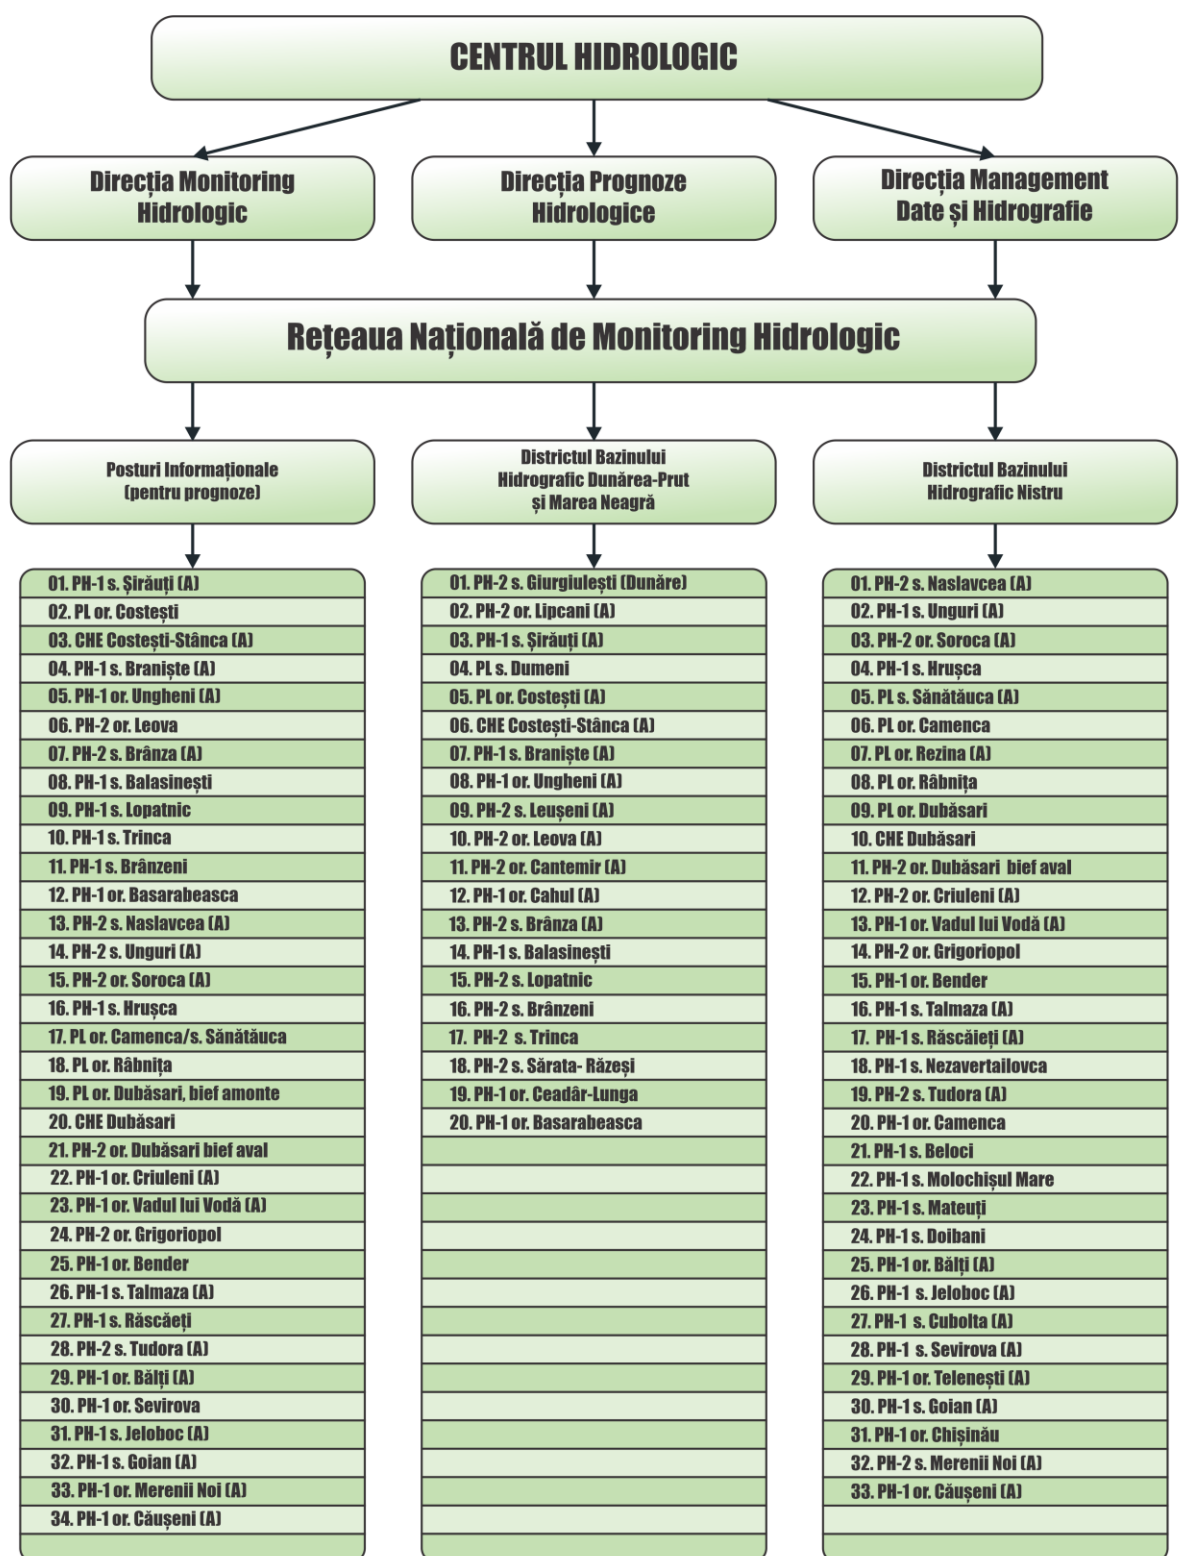 CENTRUL HIDROLOGIC
Direcția Monitoring
Hidrologic
Direcția Prognoze
Hidrologice
Direcția Management
Date și Hidrografie
Rețeaua Națională de Monitoring Hidrologic
Posturi Informaționale
(pentru prognoze)
Districtul Bazinului
Hidrografic Dunărea-Prut
și Marea Neagră
Districtul Bazinului
Hidrografic Nistru
01. PH-1 s. Șirăuți (A)
02. PL or. Costești
03. CHE Costești-Stânca (A)
04. PH-1 s. Braniște (A)
05. PH-1 or. Ungheni (A)
06. PH-2 or. Leova
07. PH-2 s. Brânza (A)
08. PH-1 s. Balasinești
09. PH-1 s. Lopatnic
10. PH-1 s. Trinca
11. PH-1 s. Brânzeni
12. PH-1 or. Basarabeasca
13. PH-2 s. Naslavcea (A)
14. PH-2 s. Unguri (A)
15. PH-2 or. Soroca (A)
16. PH-1 s. Hrușca
17. PL or. Camenca/s. Sănătăuca
18. PL or. Râbnița
19. PL or. Dubăsari, bief amonte
20. CHE Dubăsari
21. PH-2 or. Dubăsari bief aval
22. PH-1 or. Criuleni (A)
23. PH-1 or. Vadul lui Vodă (A)
24. PH-2 or. Grigoriopol
25. PH-1 or. Bender
26. PH-1 s. Talmaza (A)
27. PH-1 s. Răscăeți
28. PH-2 s. Tudora (A)
29. PH-1 or. Bălți (A)
30. PH-1 or. Sevirova
31. PH-1 s. Jeloboc (A)
32. PH-1 s. Goian (A)
33. PH-1 or. Merenii Noi (A)
34. PH-1 or. Căușeni (A)
01. PH-2 s. Giurgiulești (Dunăre)
02. PH-2 or. Lipcani (A)
03. PH-1 s. Șirăuți (A)
04. PL s. Dumeni
05. PL or. Costești (A)
06. CHE Costești-Stânca (A)
07. PH-1 s. Braniște (A)
08. PH-1 or. Ungheni (A)
09. PH-2 s. Leușeni (A)
10. PH-2 or. Leova (A)
11. PH-2 or. Cantemir (A)
12. PH-1 or. Cahul (A)
13. PH-2 s. Brânza (A)
14. PH-1 s. Balasinești
15. PH-2 s. Lopatnic
16. PH-2 s. Brânzeni
17. PH-2 s. Trinca
18. PH-2 s. Sărata- Răzeși
19. PH-1 or. Ceadâr-Lunga
20. PH-1 or. Basarabeasca
01. PH-2 s. Naslavcea (A)
02. PH-1 s. Unguri (A)
03. PH-2 or. Soroca (A)
04. PH-1 s. Hrușca
05. PL s. Sănătăuca (A)
06. PL or. Camenca
07. PL or. Rezina (A)
08. PL or. Râbnița
09. PL or. Dubăsari
10. CHE Dubăsari
11. PH-2 or. Dubăsari bief aval
12. PH-2 or. Criuleni (A)
13. PH-1 or. Vadul lui Vodă (A)
14. PH-2 or. Grigoriopol
15. PH-1 or. Bender
16. PH-1 s. Talmaza (A)
17. PH-1 s. Răscăieți (A)
18. PH-1 s. Nezavertailovca
19. PH-2 s. Tudora (A)
20. PH-1 or. Camenca
21. PH-1 s. Beloci
22. PH-1 s. Molochișul Mare
23. PH-1 s. Mateuți
24. PH-1 s. Doibani
25. PH-1 or. Bălți (A)
26. PH-1 s. Jeloboc (A)
27. PH-1 s. Cubolta (A)
28. PH-1 s. Sevirova (A)
29. PH-1 or. Telenești (A)
30. PH-1 s. Goian (A)
31. PH-1 or. Chișinău
32. PH-2 s. Merenii Noi (A)
33. PH-1 or. Căușeni (A)